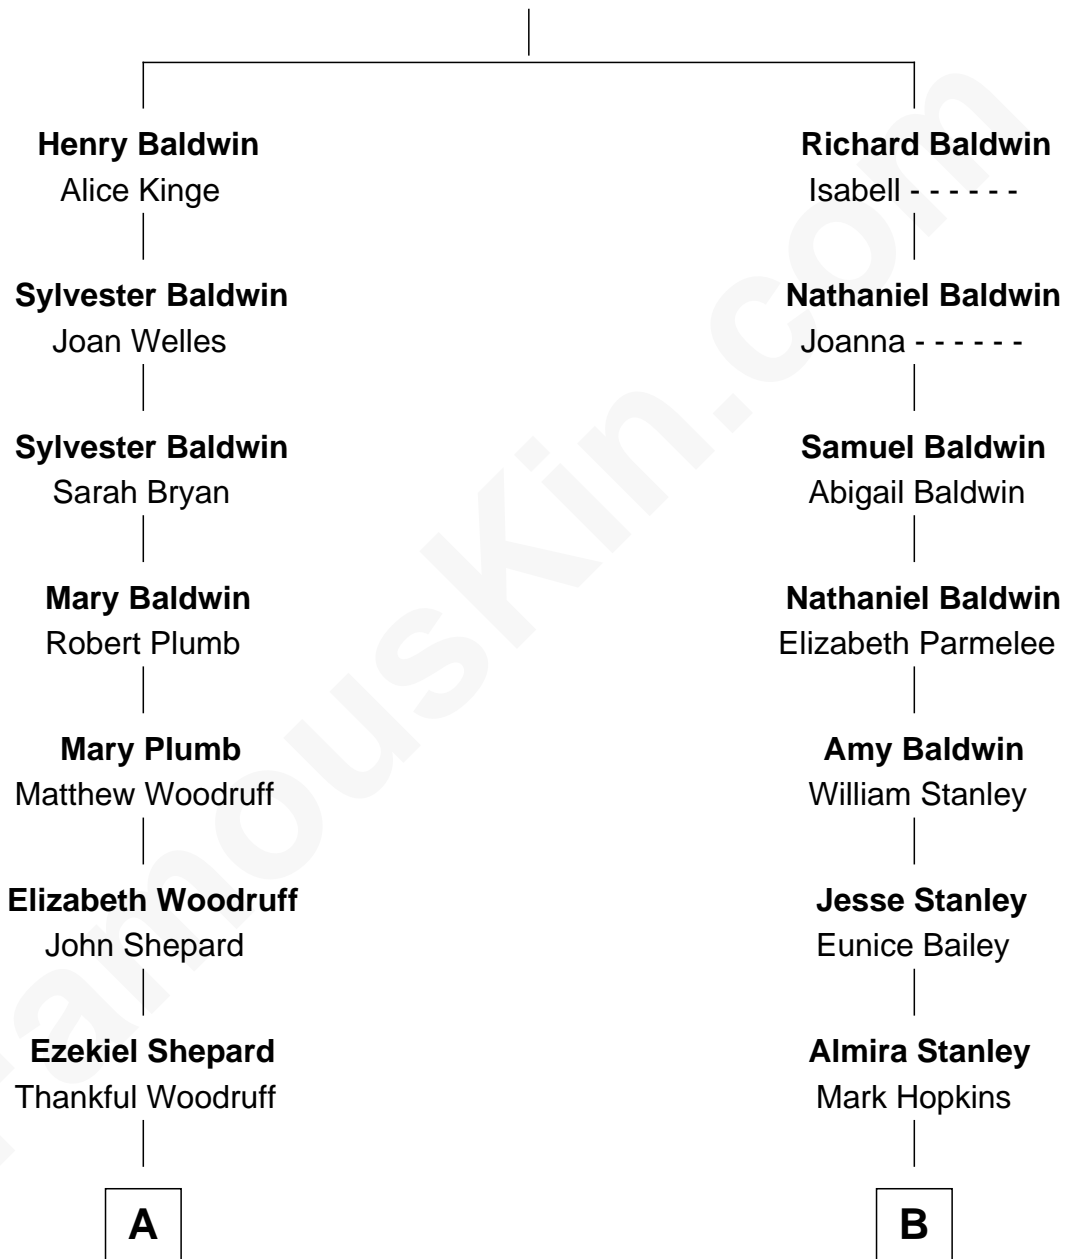 Henry Baldwin
Alice Kinge
Sylvester Baldwin
Joan Welles
Sylvester Baldwin
Sarah Bryan
Mary Baldwin
Robert Plumb
Mary Plumb
Matthew Woodruff
Elizabeth Woodruff
John Shepard
Ezekiel Shepard
Thankful Woodruff
A
Richard Baldwin
Isabell - - - - - -
Nathaniel Baldwin
Joanna - - - - - -
Samuel Baldwin
Abigail Baldwin
Nathaniel Baldwin
Elizabeth Parmelee
Amy Baldwin
William Stanley
Jesse Stanley
Eunice Bailey
Almira Stanley
Mark Hopkins
B
FamousKin.com